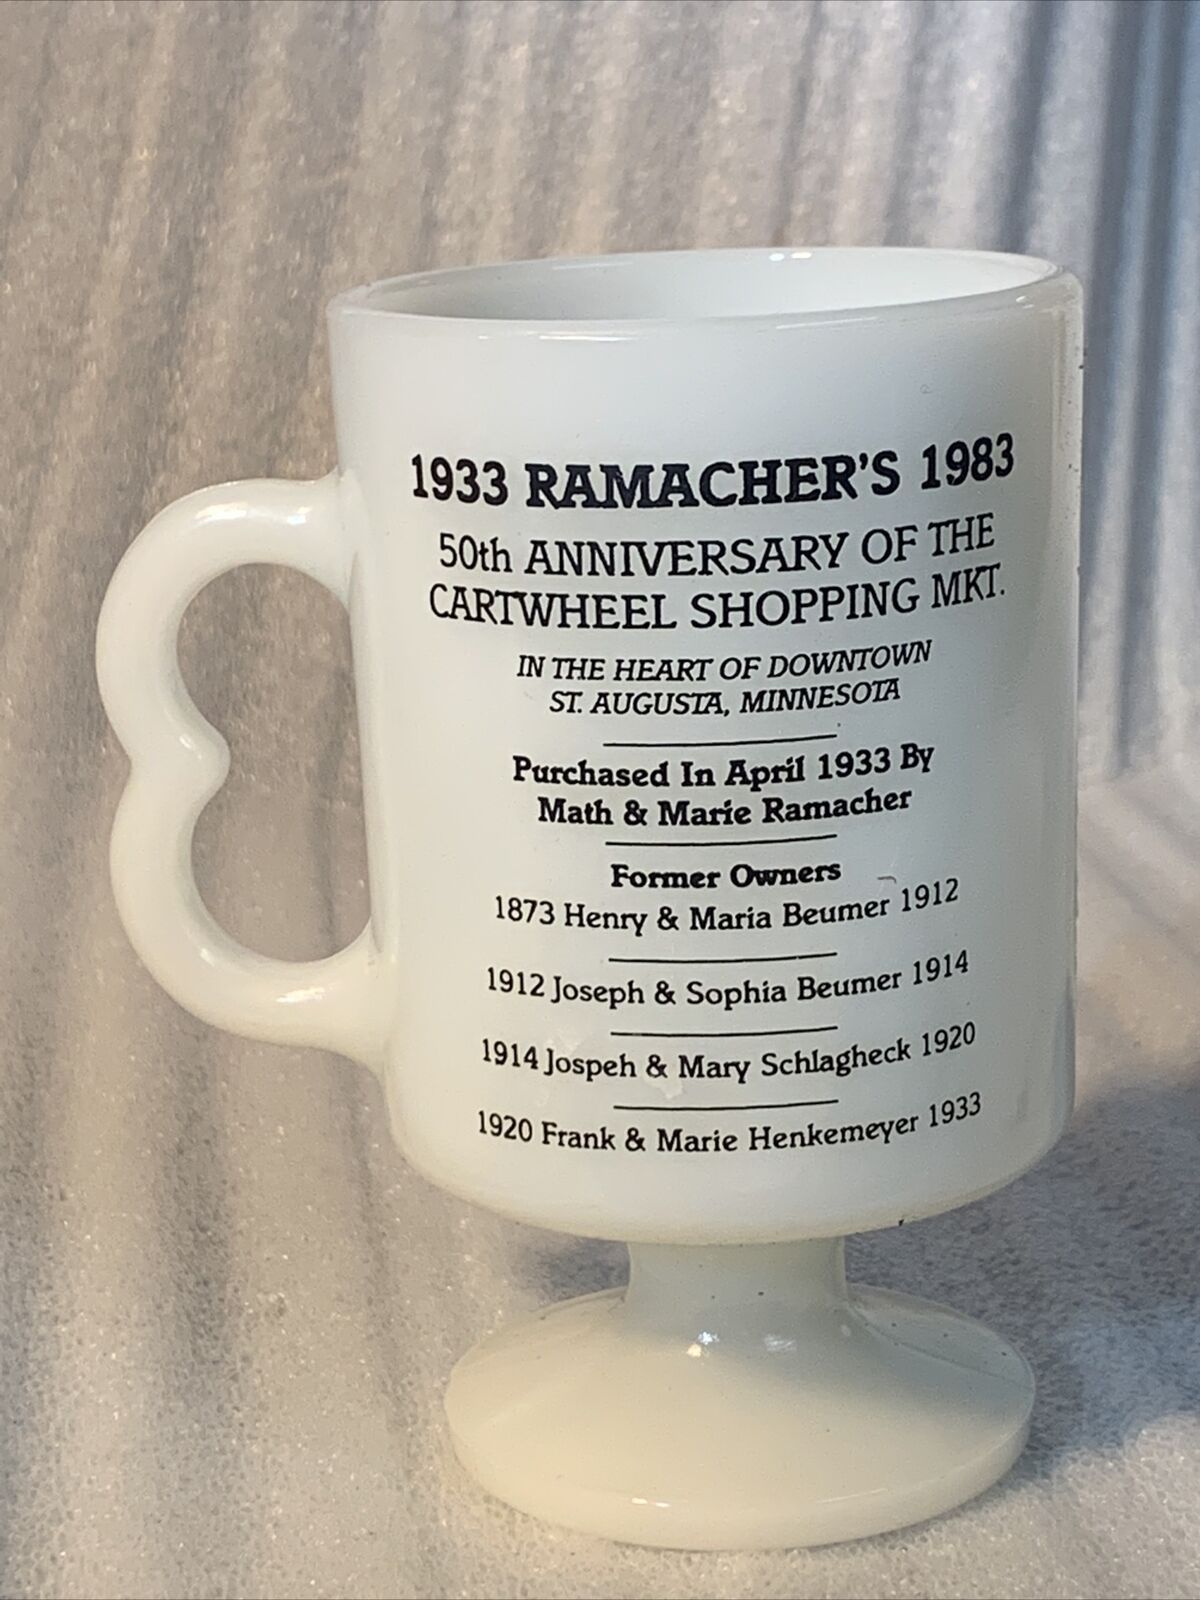 1933 RAMACHER'S 1983
50th ANNIVERSARY OF THE
CARTWHEEL SHOPPING MKT.
IN THE HEART OF DOWNTOWN
ST. AUGUSTA, MINNESOTA
Purchased In April 1933 By
Math & Marie Ramacher
Former Owners
1873 Henry & Maria Beumer 1912
1912 Joseph & Sophia Beumer 1914
1914 Jospeh & Mary Schlagheck 1920
1920 Frank & Marie Henkemeyer 1933